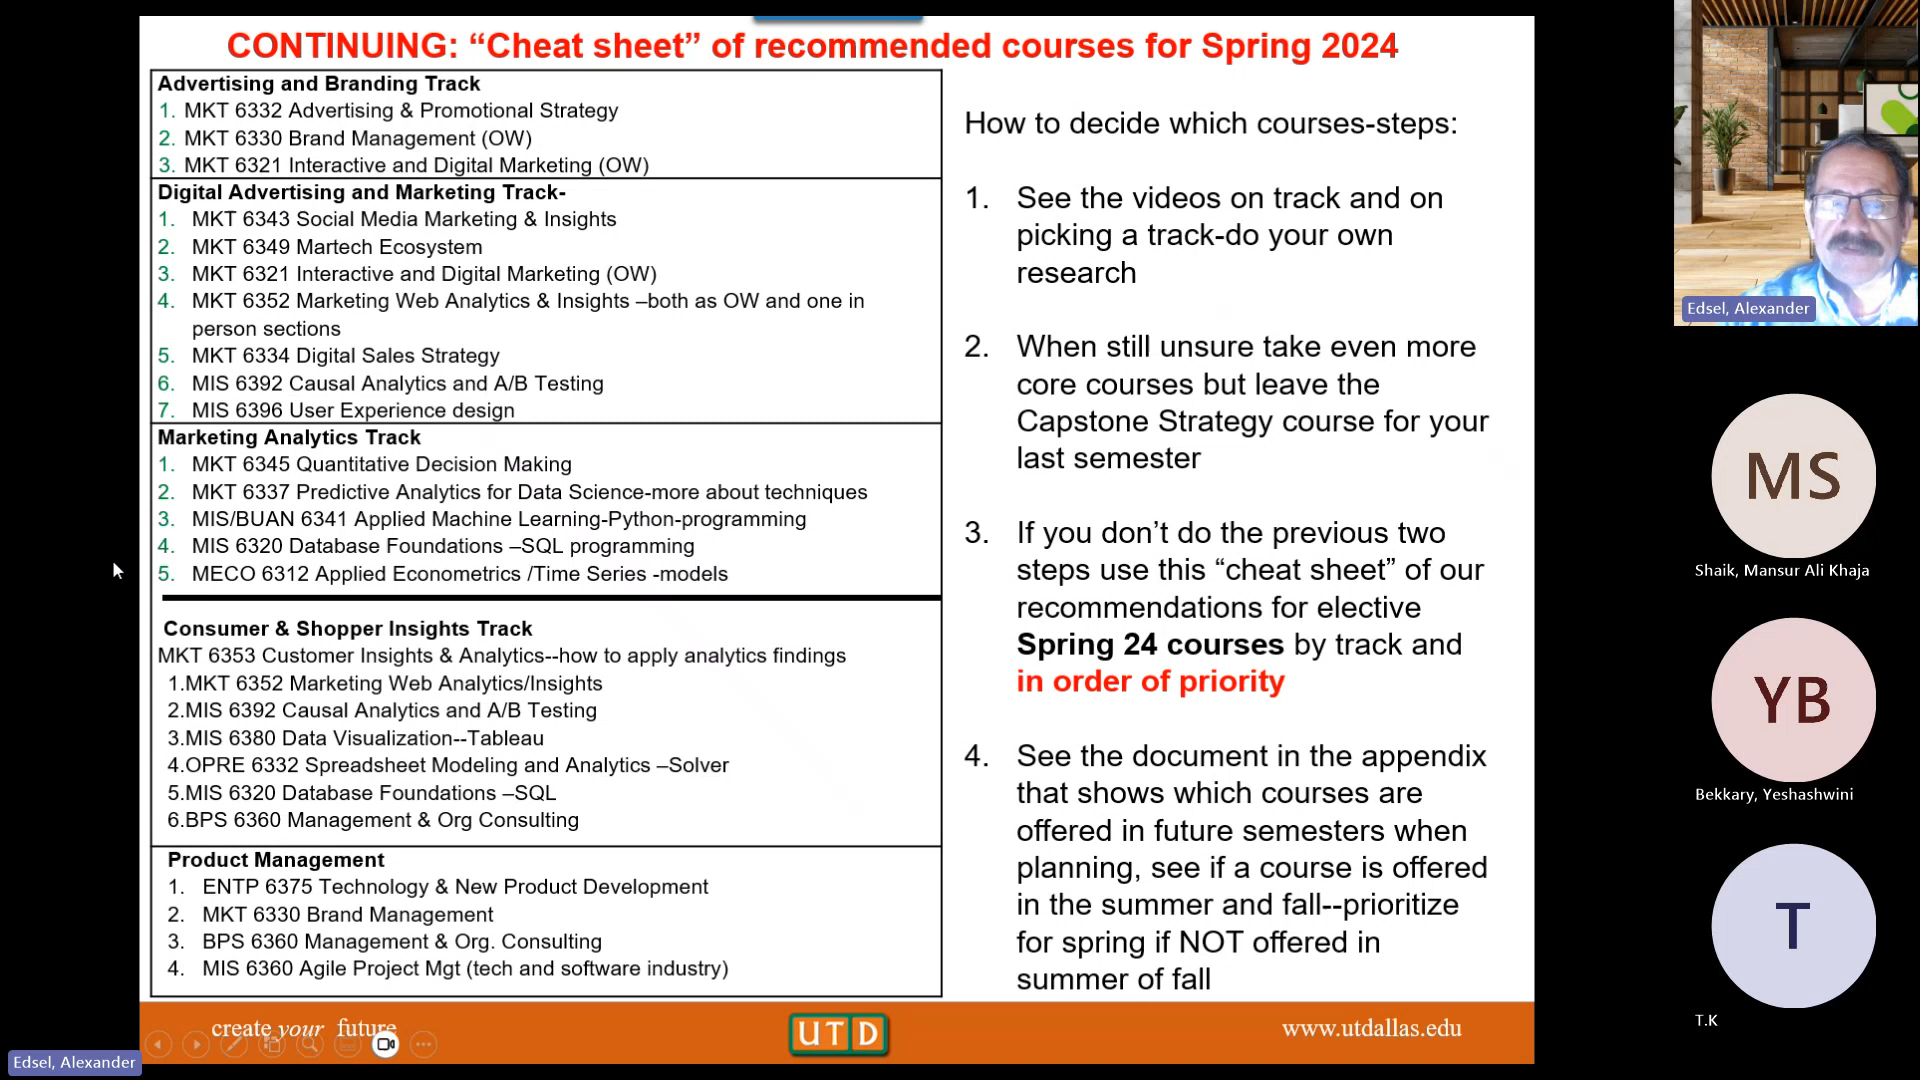 CONTINUING: “Cheat sheet” of recommended courses for Spring 2024
Advertising and Branding Track
1. MKT 6332 Advertising & Promotional Strategy
2. MKT 6330 Brand Management (OW)
3. MKT 6321 Interactive and Digital Marketing (OW)
Digital Advertising and Marketing Track-
1. MKT 6343 Social Media Marketing & Insights
2. MKT 6349 Martech Ecosystem
3. MKT 6321 Interactive and Digital Marketing (OW)
4. MKT 6352 Marketing Web Analytics & Insights –both as OW and one in
person sections
5. MKT 6334 Digital Sales Strategy
6. MIS 6392 Causal Analytics and A/B Testing
7. MIS 6396 User Experience design
Marketing Analytics Track
1. MKT 6345 Quantitative Decision Making
2. MKT 6337 Predictive Analytics for Data Science-more about techniques
3. MIS/BUAN 6341 Applied Machine Learning-Python-programming
4. MIS 6320 Database Foundations –SQL programming
5. MECO 6312 Applied Econometrics /Time Series -models
Consumer & Shopper Insights Track
MKT 6353 Customer Insights & Analytics--how to apply analytics findings
1.MKT 6352 Marketing Web Analytics/Insights
2.MIS 6392 Causal Analytics and A/B Testing
3.MIS 6380 Data Visualization--Tableau
4.OPRE 6332 Spreadsheet Modeling and Analytics –Solver
5.MIS 6320 Database Foundations –SQL
6.BPS 6360 Management & Org Consulting
Product Management
1. ENTP 6375 Technology & New Product Development
2. MKT 6330 Brand Management
3. BPS 6360 Management & Org. Consulting
4. MIS 6360 Agile Project Mgt (tech and software industry)
How to decide which courses-steps:
1. See the videos on track and on
picking a track-do your own
research
2. When still unsure take even more
core courses but leave the
Capstone Strategy course for your
last semester
3. If you don’t do the previous two
steps use this “cheat sheet” of our
recommendations for elective
Spring 24 courses by track and
in order of priority
4. See the document in the appendix
that shows which courses are
offered in future semesters when
planning, see if a course is offered
in the summer and fall--prioritize
for spring if NOT offered in
summer of fall
create your future
UTD
www.utdallas.edu
Edsel, Alexander
Edsel, Alexander
MS
Shaik, Mansur Ali Khaja
YB
Bekkary, Yeshashwini
T
T.K